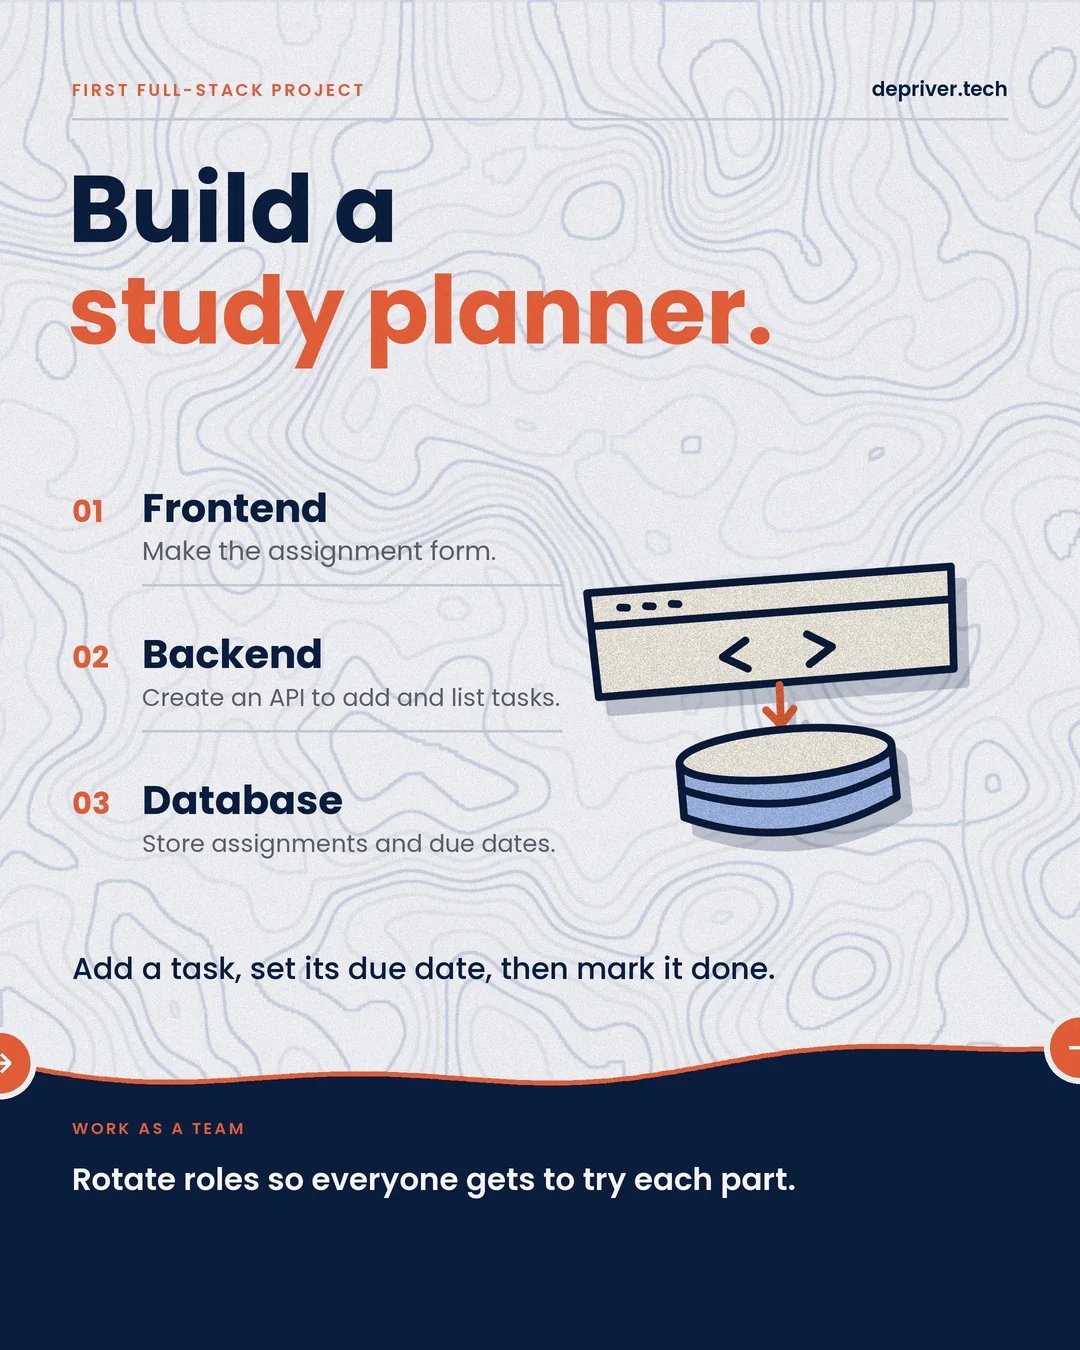 FIRST FULL-STACK PROJECT
depriver.tech
Build a
study planner.
01 Frontend
Make the assignment form.
02 Backend
Create an API to add and list tasks.
03 Database
Store assignments and due dates.
Add a task, set its due date, then mark it done.
WORK AS A TEAM
Rotate roles so everyone gets to try each part.